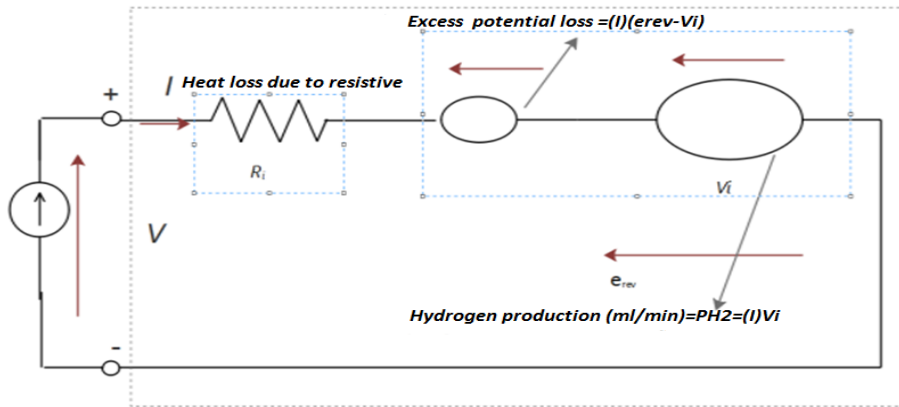 Excess potential loss =(I)(erev-Vi)
I
Heat loss due to resistive
+
Ri
Vi
V
erev
Hydrogen production (ml/min)=PH2=(I)Vi
-